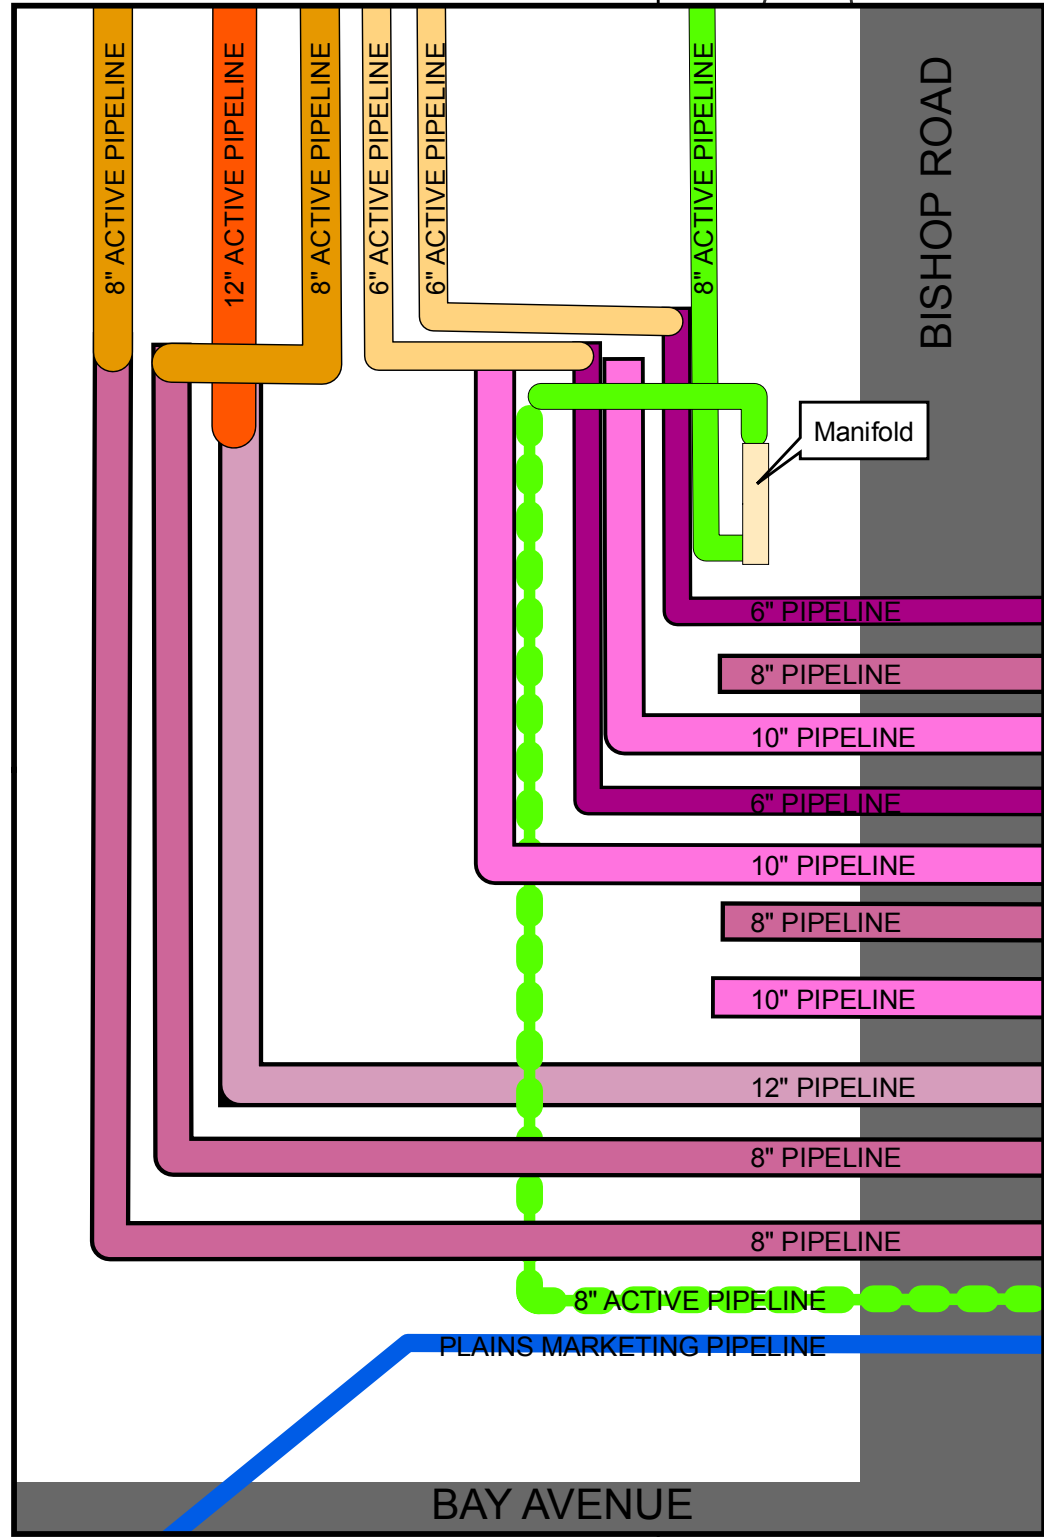 8" ACTIVE PIPELINE
12" ACTIVE PIPELINE
8" ACTIVE PIPELINE
6" ACTIVE PIPELINE
6" ACTIVE PIPELINE
8" ACTIVE PIPELINE
BISHOP ROAD
Manifold
6" PIPELINE
8" PIPELINE
10" PIPELINE
6" PIPELINE
10" PIPELINE
8" PIPELINE
10" PIPELINE
12" PIPELINE
8" PIPELINE
8" PIPELINE
8" ACTIVE PIPELINE
PLAINS MARKETING PIPELINE
BAY AVENUE